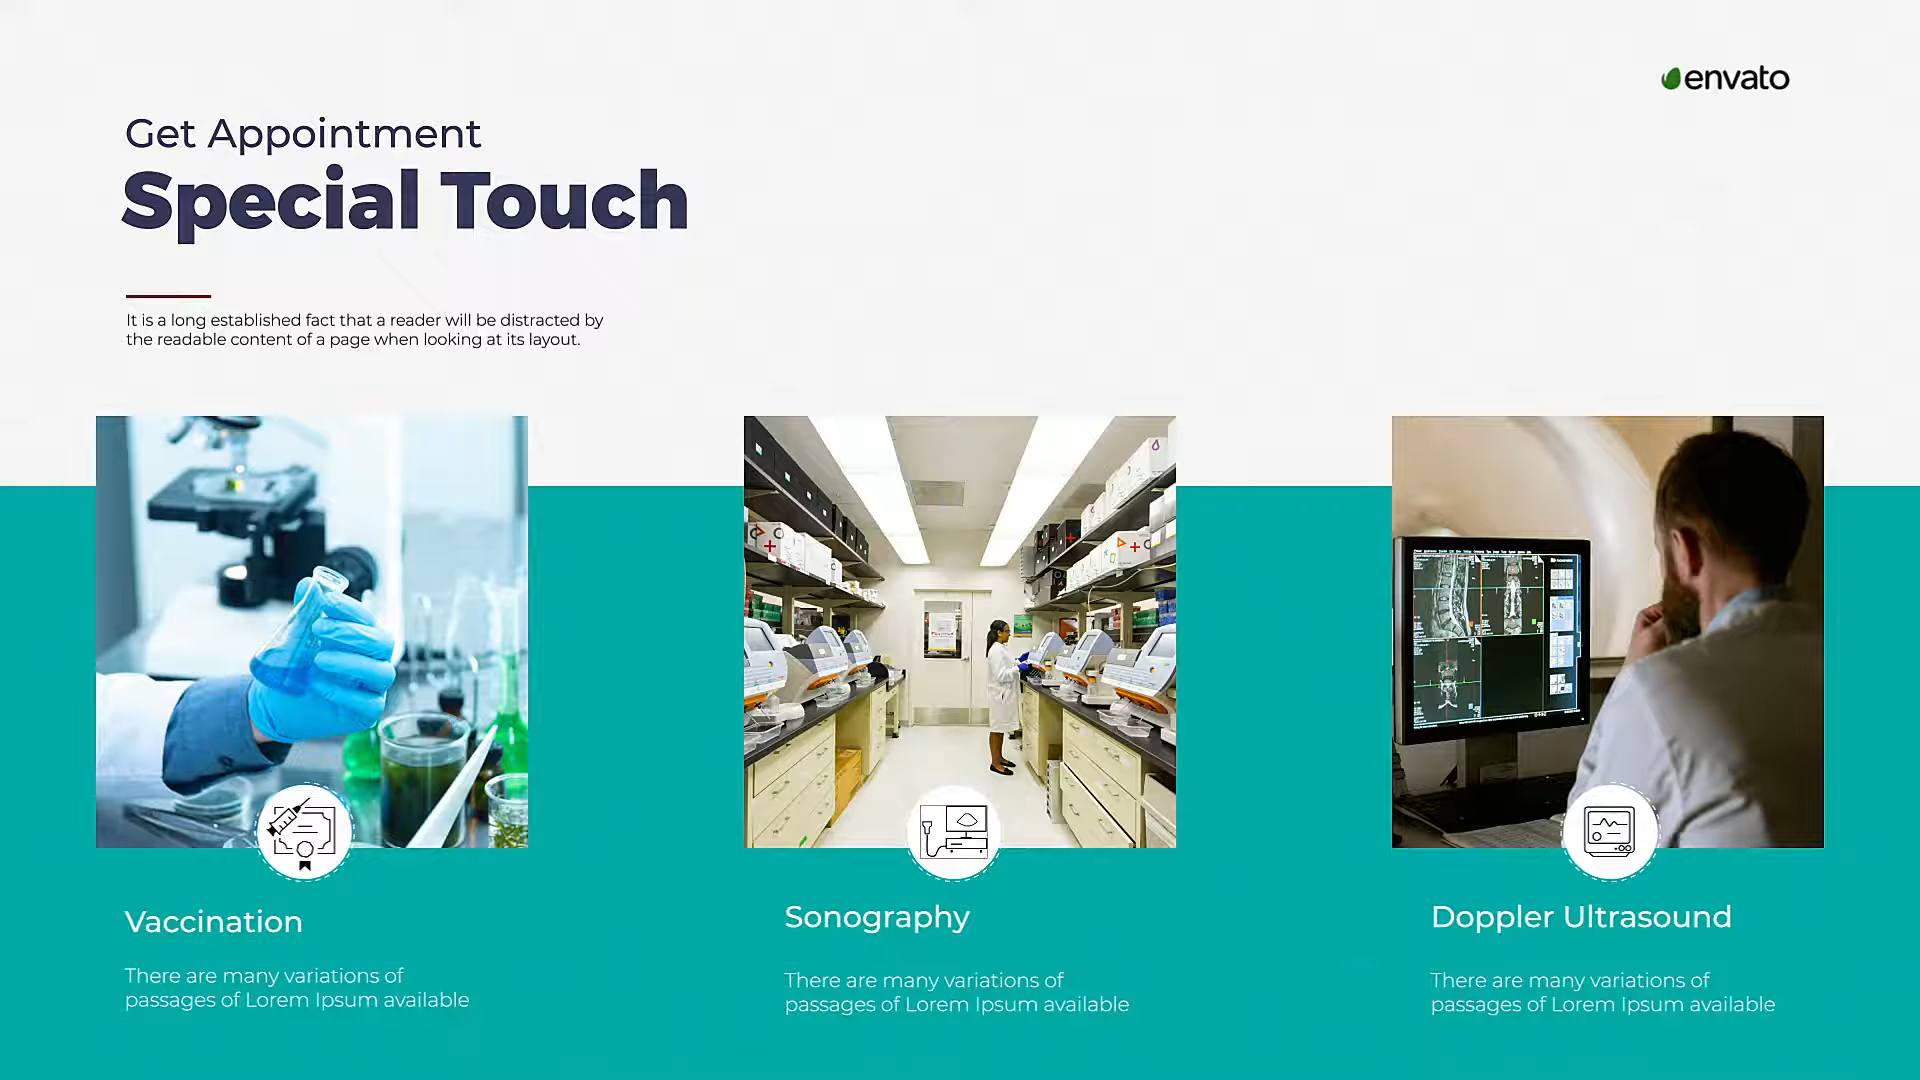 envato
Get Appointment
Special Touch
It is a long established fact that a reader will be distracted by
the readable content of a page when looking at its layout.
Vaccination
There are many variations of
passages of Lorem Ipsum available
Sonography
There are many variations of
passages of Lorem Ipsum available
Doppler Ultrasound
There are many variations of
passages of Lorem Ipsum available